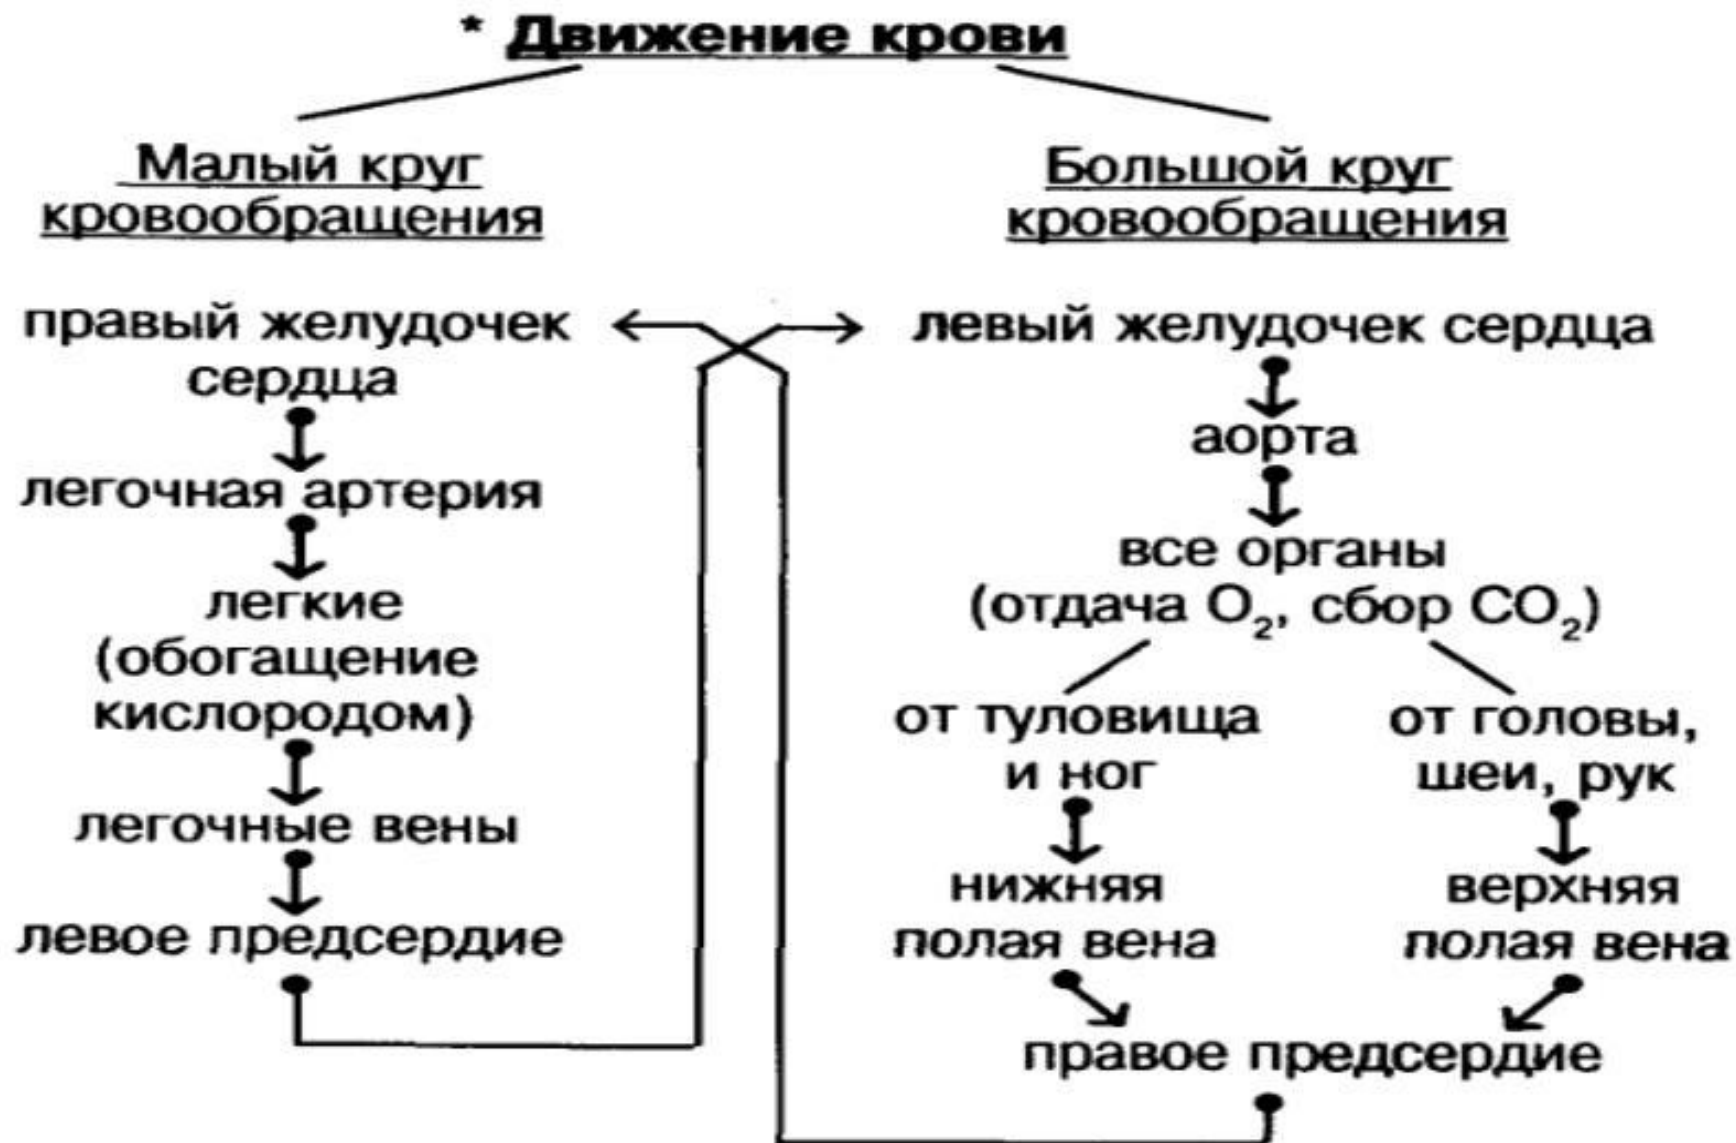 * Движение крови
Малый круг
кровообращения
правый желудочек
сердца
легочная артерия
легкие
(обогащение
кислородом)
легочные вены
левое предсердие
Большой круг
кровообращения
левый желудочек сердца
аорта
все органы
(отдача O₂, сбор CO₂)
от туловища
и ног
нижняя
полая вена
от головы,
шеи, рук
верхняя
полая вена
правое предсердие